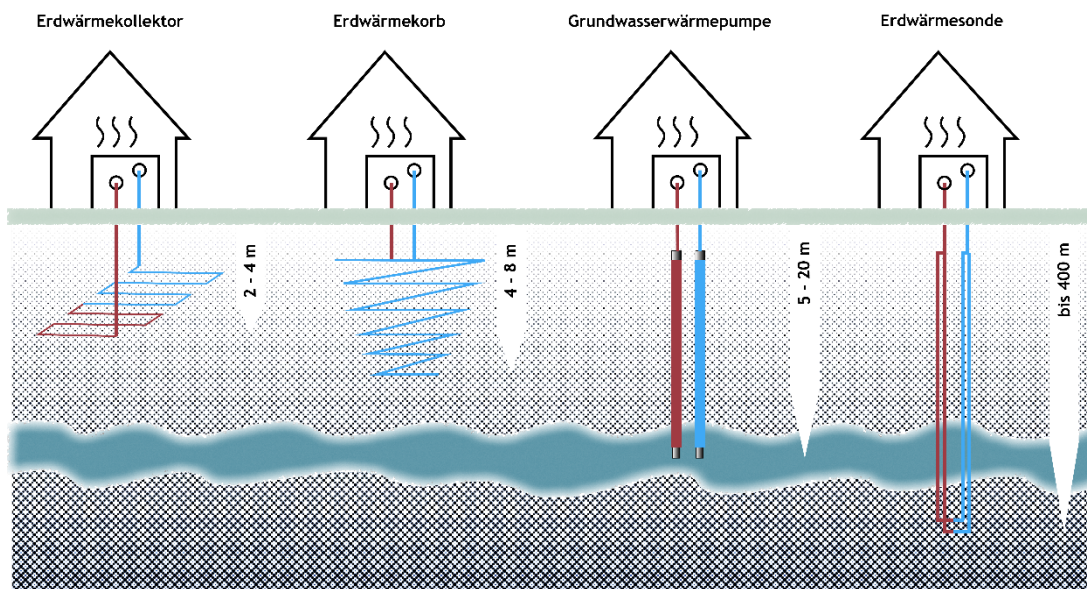 Erdwärmekollektor
Erdwärmekorb
Grundwasserwärmepumpe
Erdwärmesonde
2 - 4 m
4 - 8 m
5 - 20 m
bis 400 m